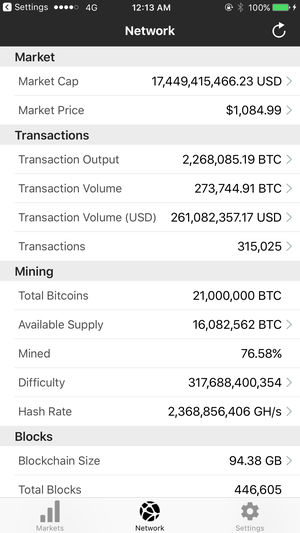 Settings 4G 12:13 AM 100%
Network
Market
Market Cap 17,449,415,466.23 USD
Market Price $1,084.99
Transactions
Transaction Output 2,268,085.19 BTC
Transaction Volume 273,744.91 BTC
Transaction Volume (USD) 261,082,357.17 USD
Transactions 315,025
Mining
Total Bitcoins 21,000,000 BTC
Available Supply 16,082,562 BTC
Mined 76.58%
Difficulty 317,688,400,354
Hash Rate 2,368,856,406 GH/s
Blocks
Blockchain Size 94.38 GB
Total Blocks 446,605
Markets Network Settings